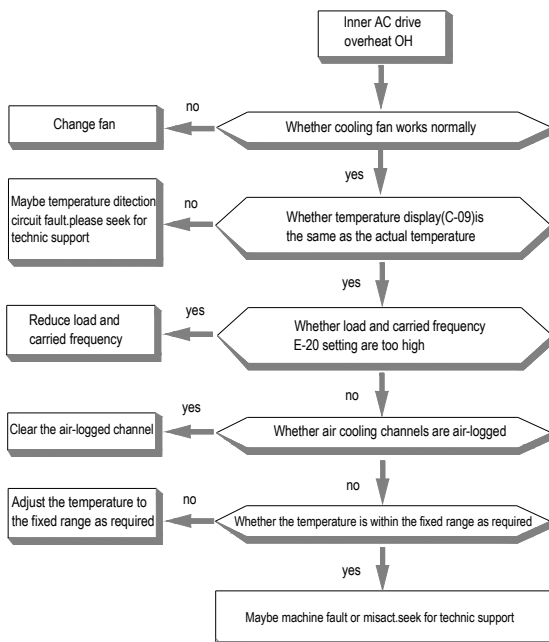 Inner AC drive
overheat OH
no
Change fan
Whether cooling fan works normally
yes
Maybe temperature ditection
circuit fault.please seek for
technic support
no
Whether temperature display(C-09)is
the same as the actual temperature
yes
Reduce load and
carried frequency
yes
Whether load and carried frequency
E-20 setting are too high
no
Clear the air-logged channel
yes
Whether air cooling channels are air-logged
no
Adjust the temperature to
the fixed range as required
no
Whether the temperature is within the fixed range as required
yes
Maybe machine fault or misact.seek for technic support